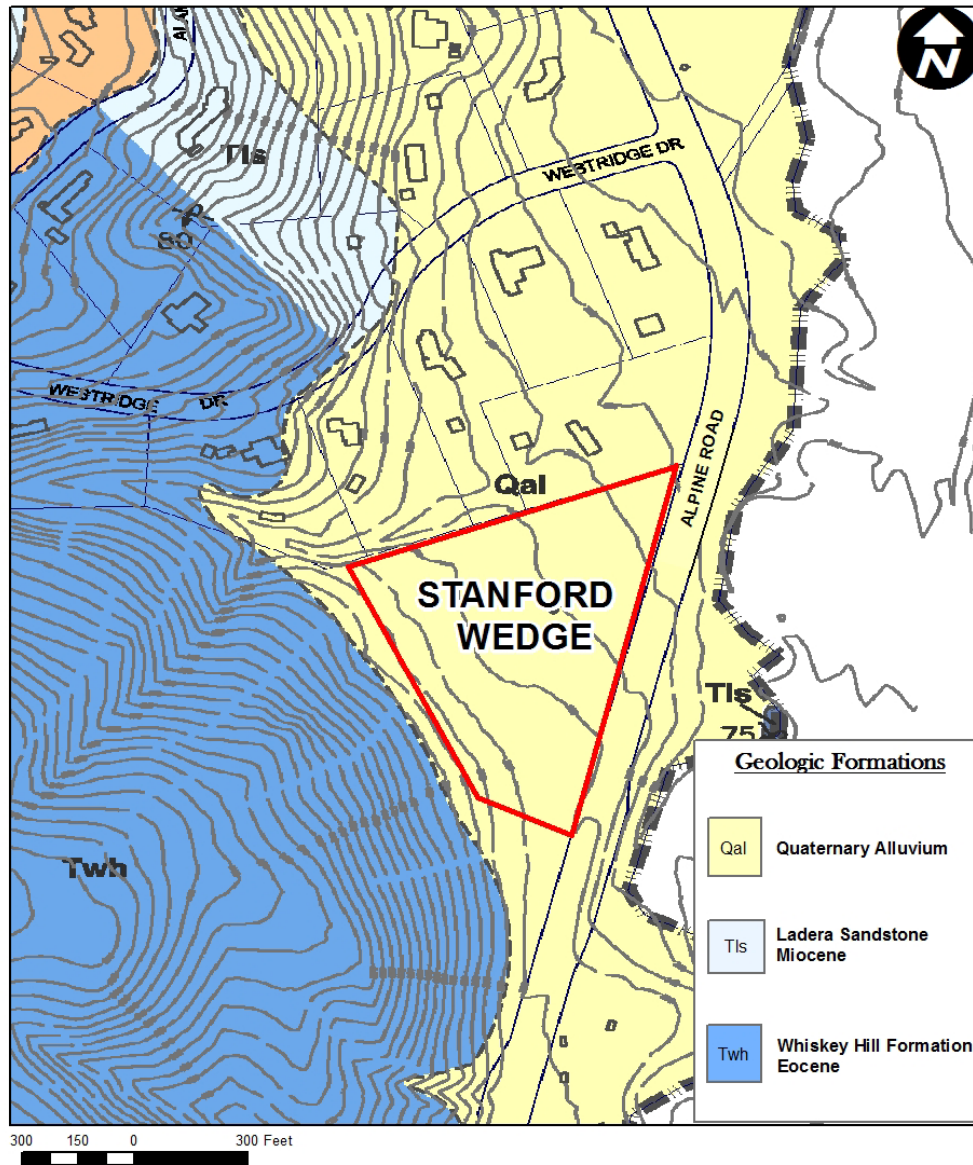 N
Tls
WESTRIDGE DR
80
WESTRIDGE DR
ALPINE ROAD
Qal
STANFORD
WEDGE
Tls
75
Twh
Geologic Formations
Qal Quaternary Alluvium
Tls Ladera Sandstone
Miocene
Twh Whiskey Hill Formation
Eocene
300 150 0 300 Feet